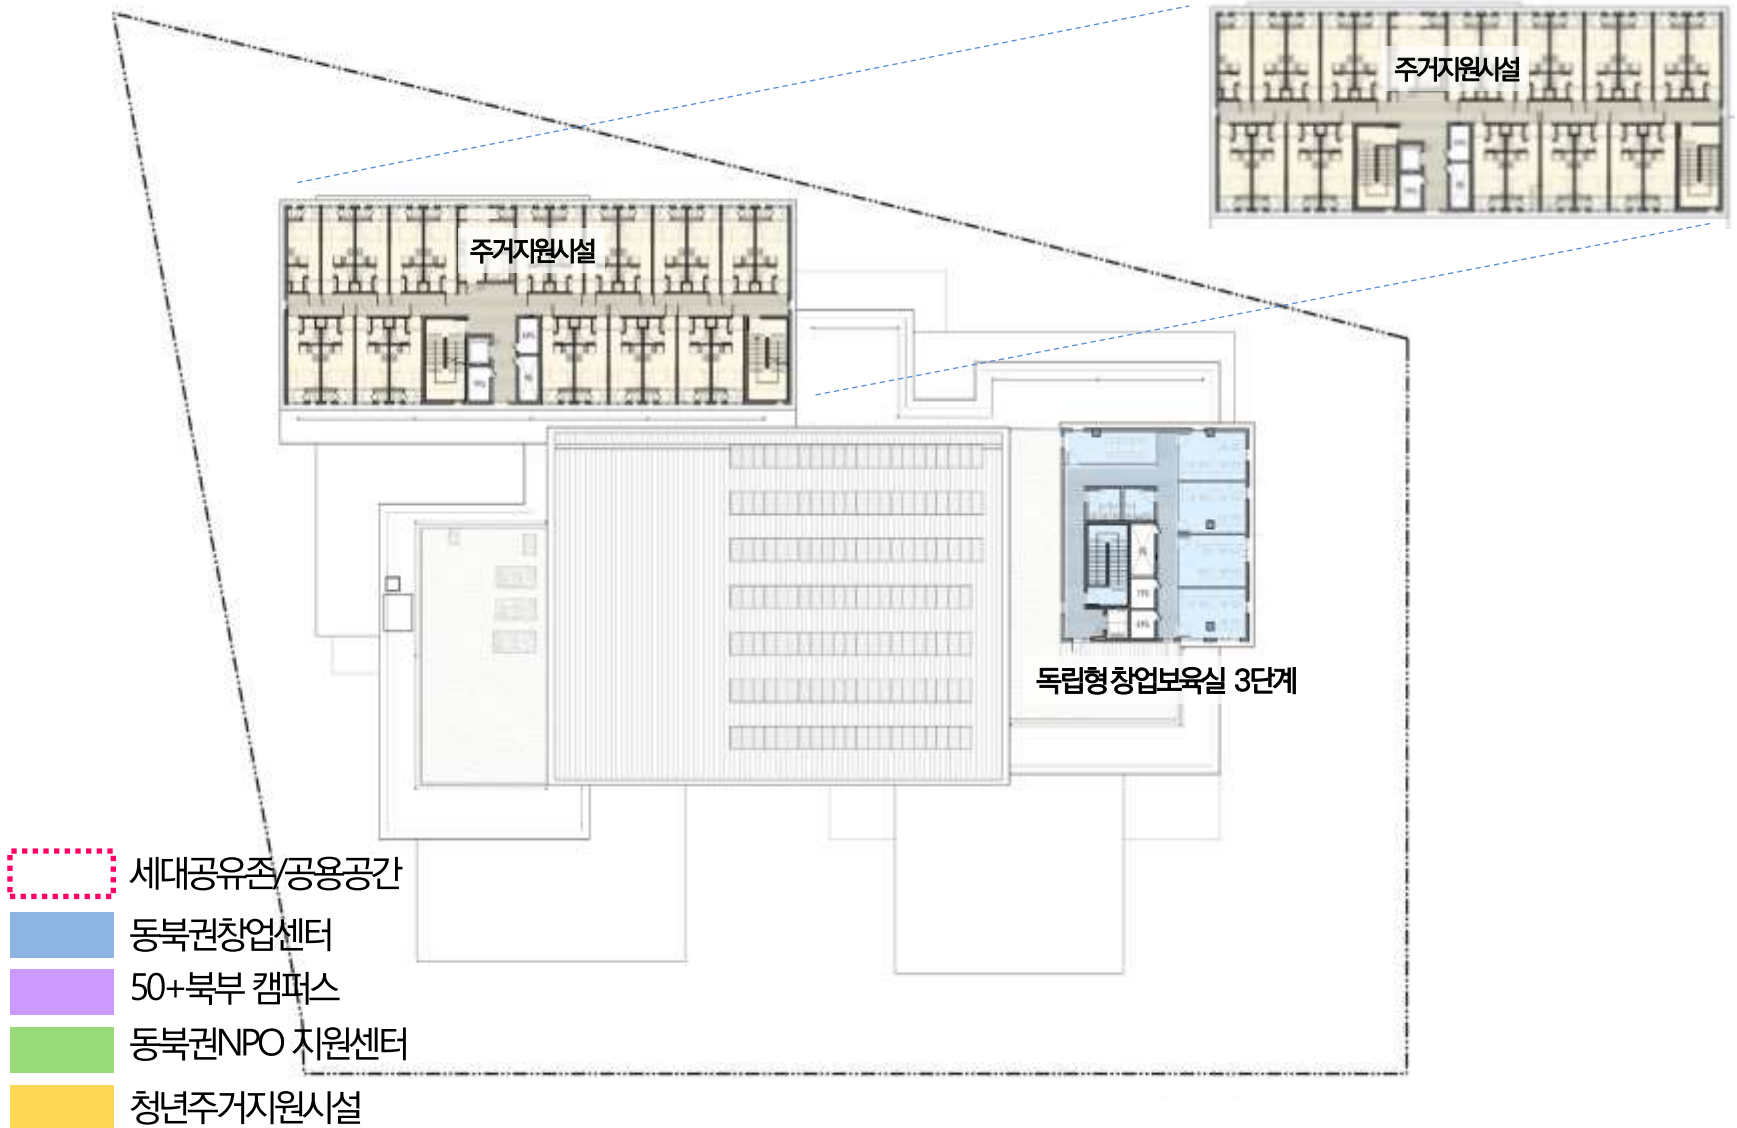 주거지원시설
주거지원시설
독립형 창업보육실 3단계
세대공유존/공용공간
동북권창업센터
50+북부 캠퍼스
동북권NPO 지원센터
청년주거지원시설